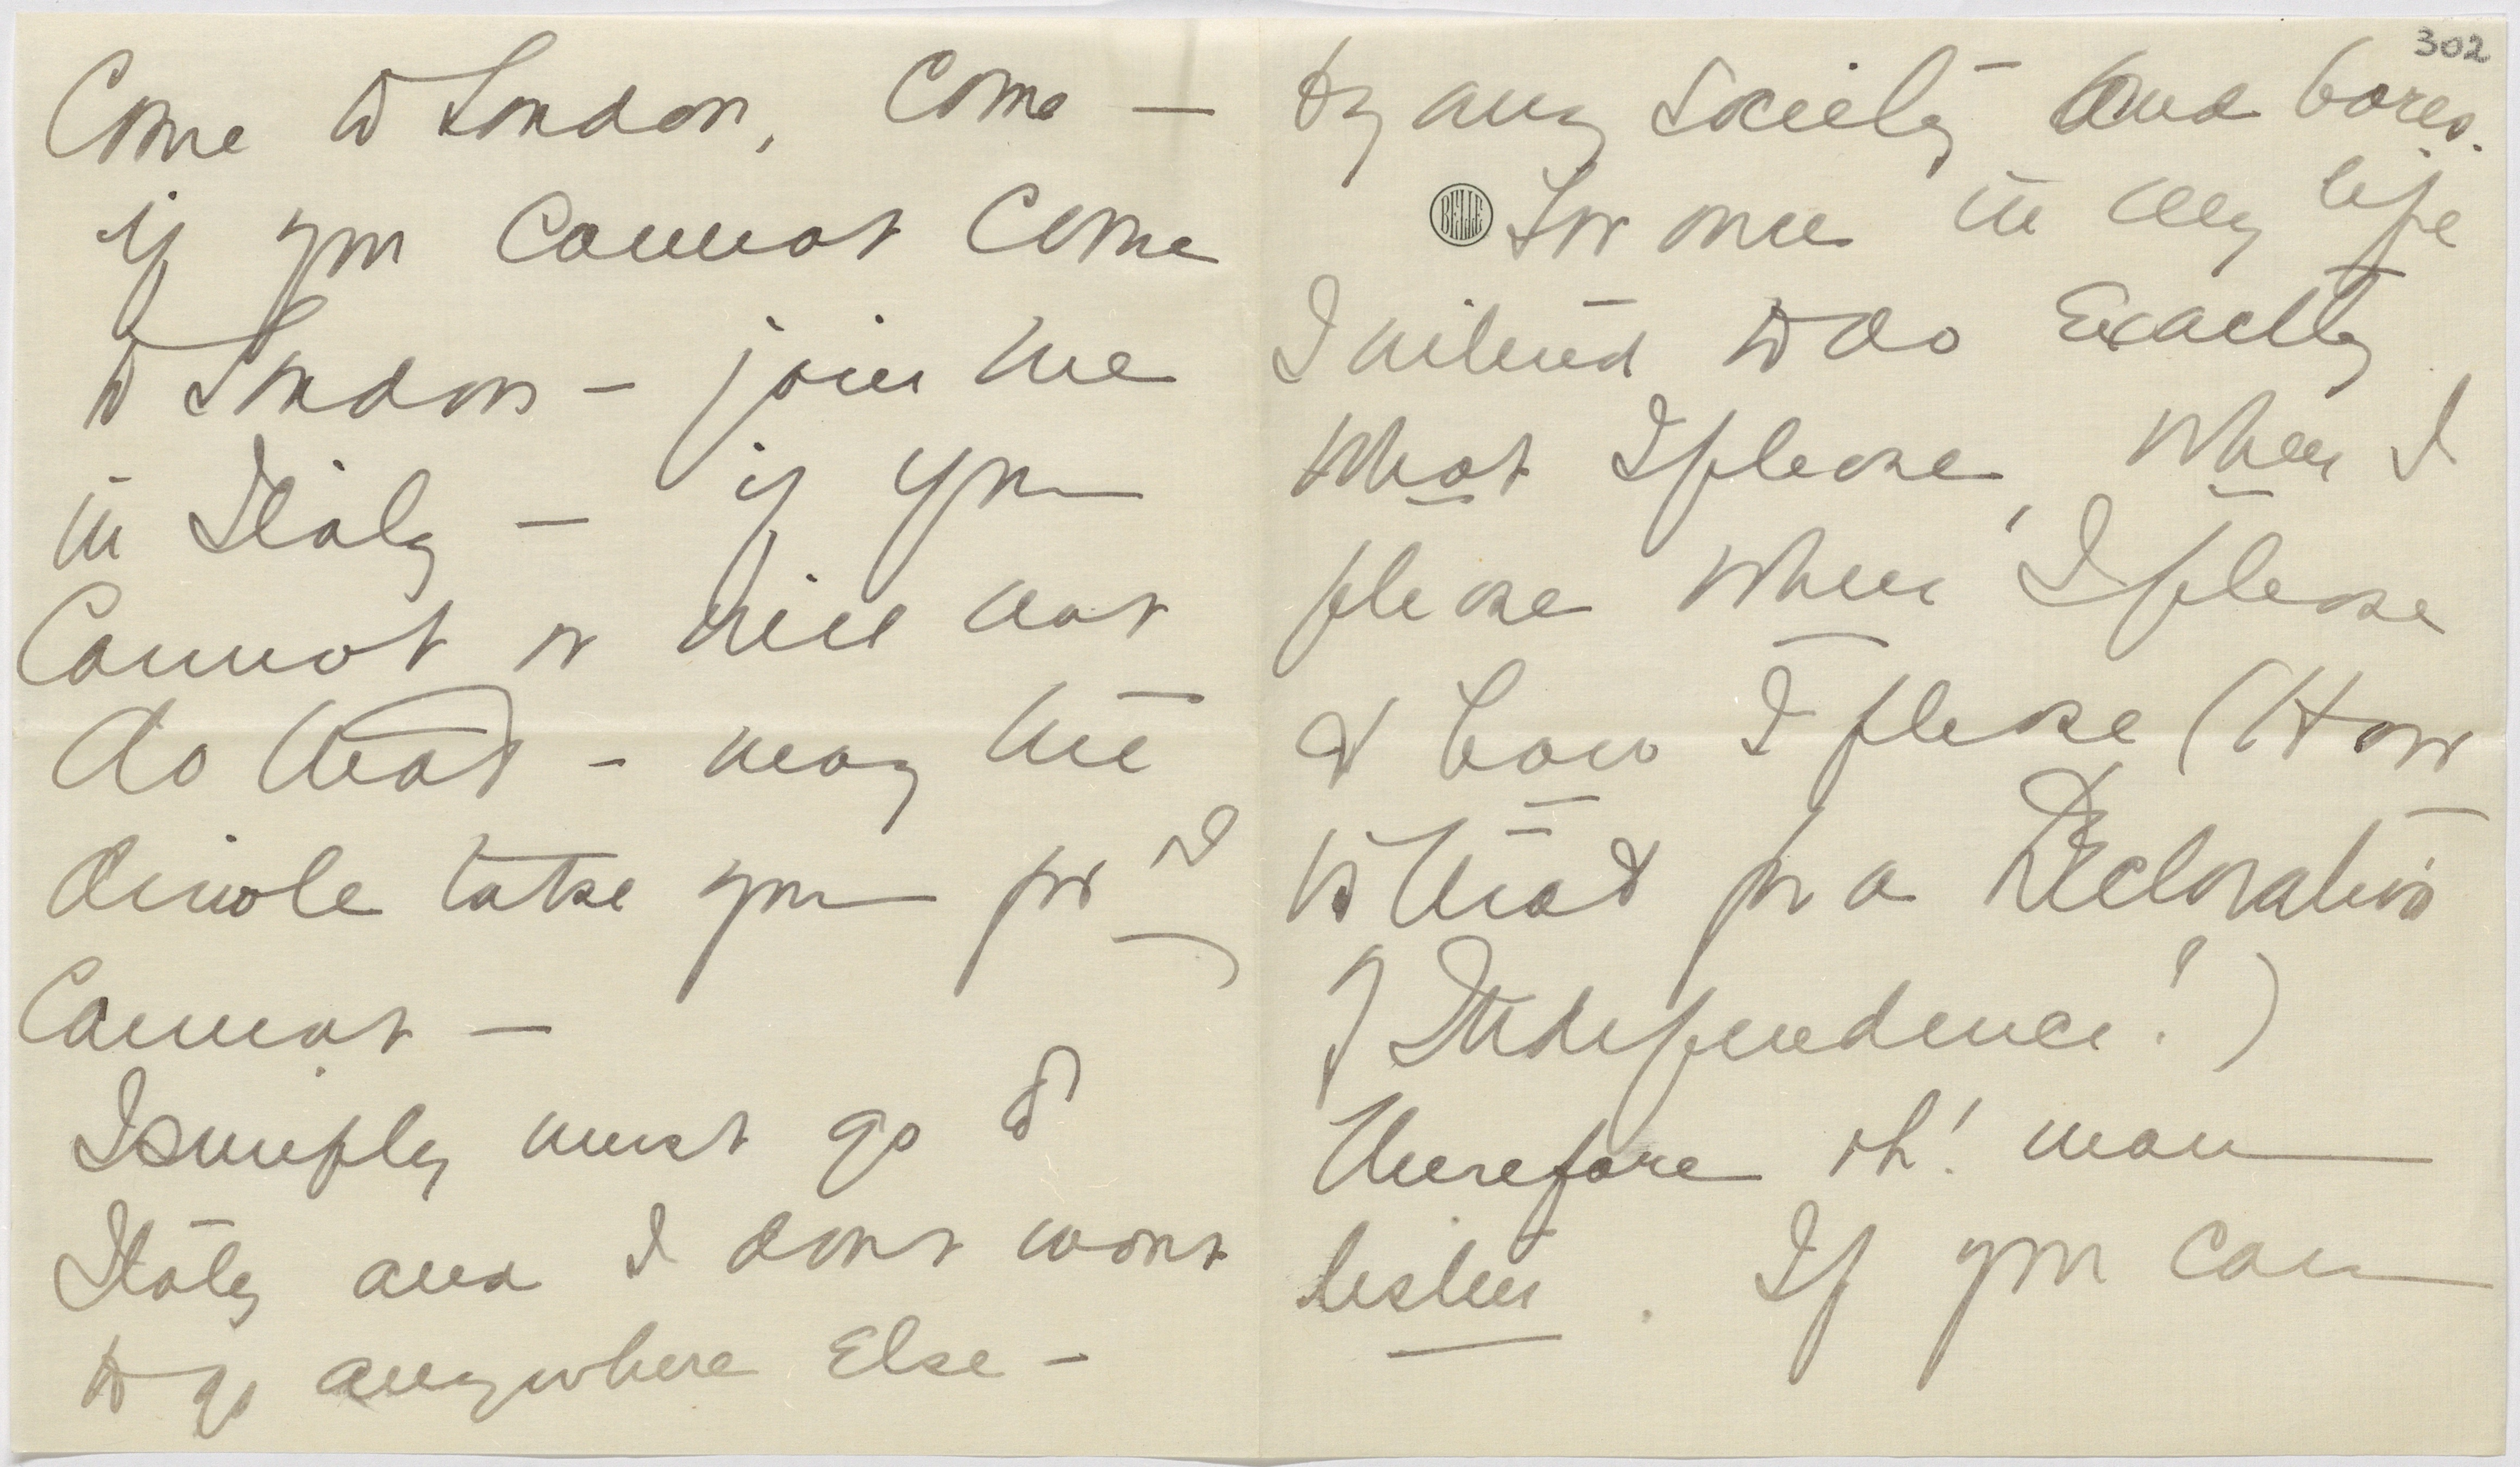 Come to London, Come —
if you Cannot Come
to London – join me
in Italy — if you
Cannot or will not
do that – may the
divole take you for I
Cannot —
I simply must go to
Italy and I dont want
to go anywhere Else –
302
by any Society and bores.
BELLE
For once in my life
I intend to do Exactly
what I please, when I
please when I please
& how I please (How
is that for a Declaration
of Independence!)
Therefore oh! man
listen. If you can